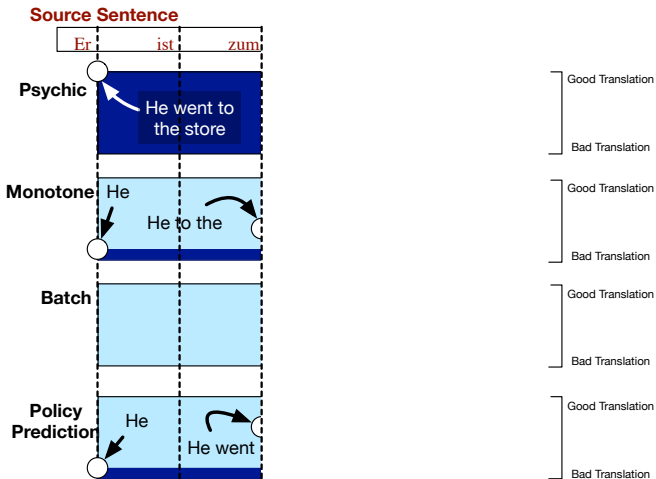 Source Sentence
Er ist zum
Psychic
He went to
the store
Good Translation
Bad Translation
Monotone
He
He to the
Good Translation
Bad Translation
Batch
Good Translation
Bad Translation
Policy
Prediction
He
He went
Good Translation
Bad Translation